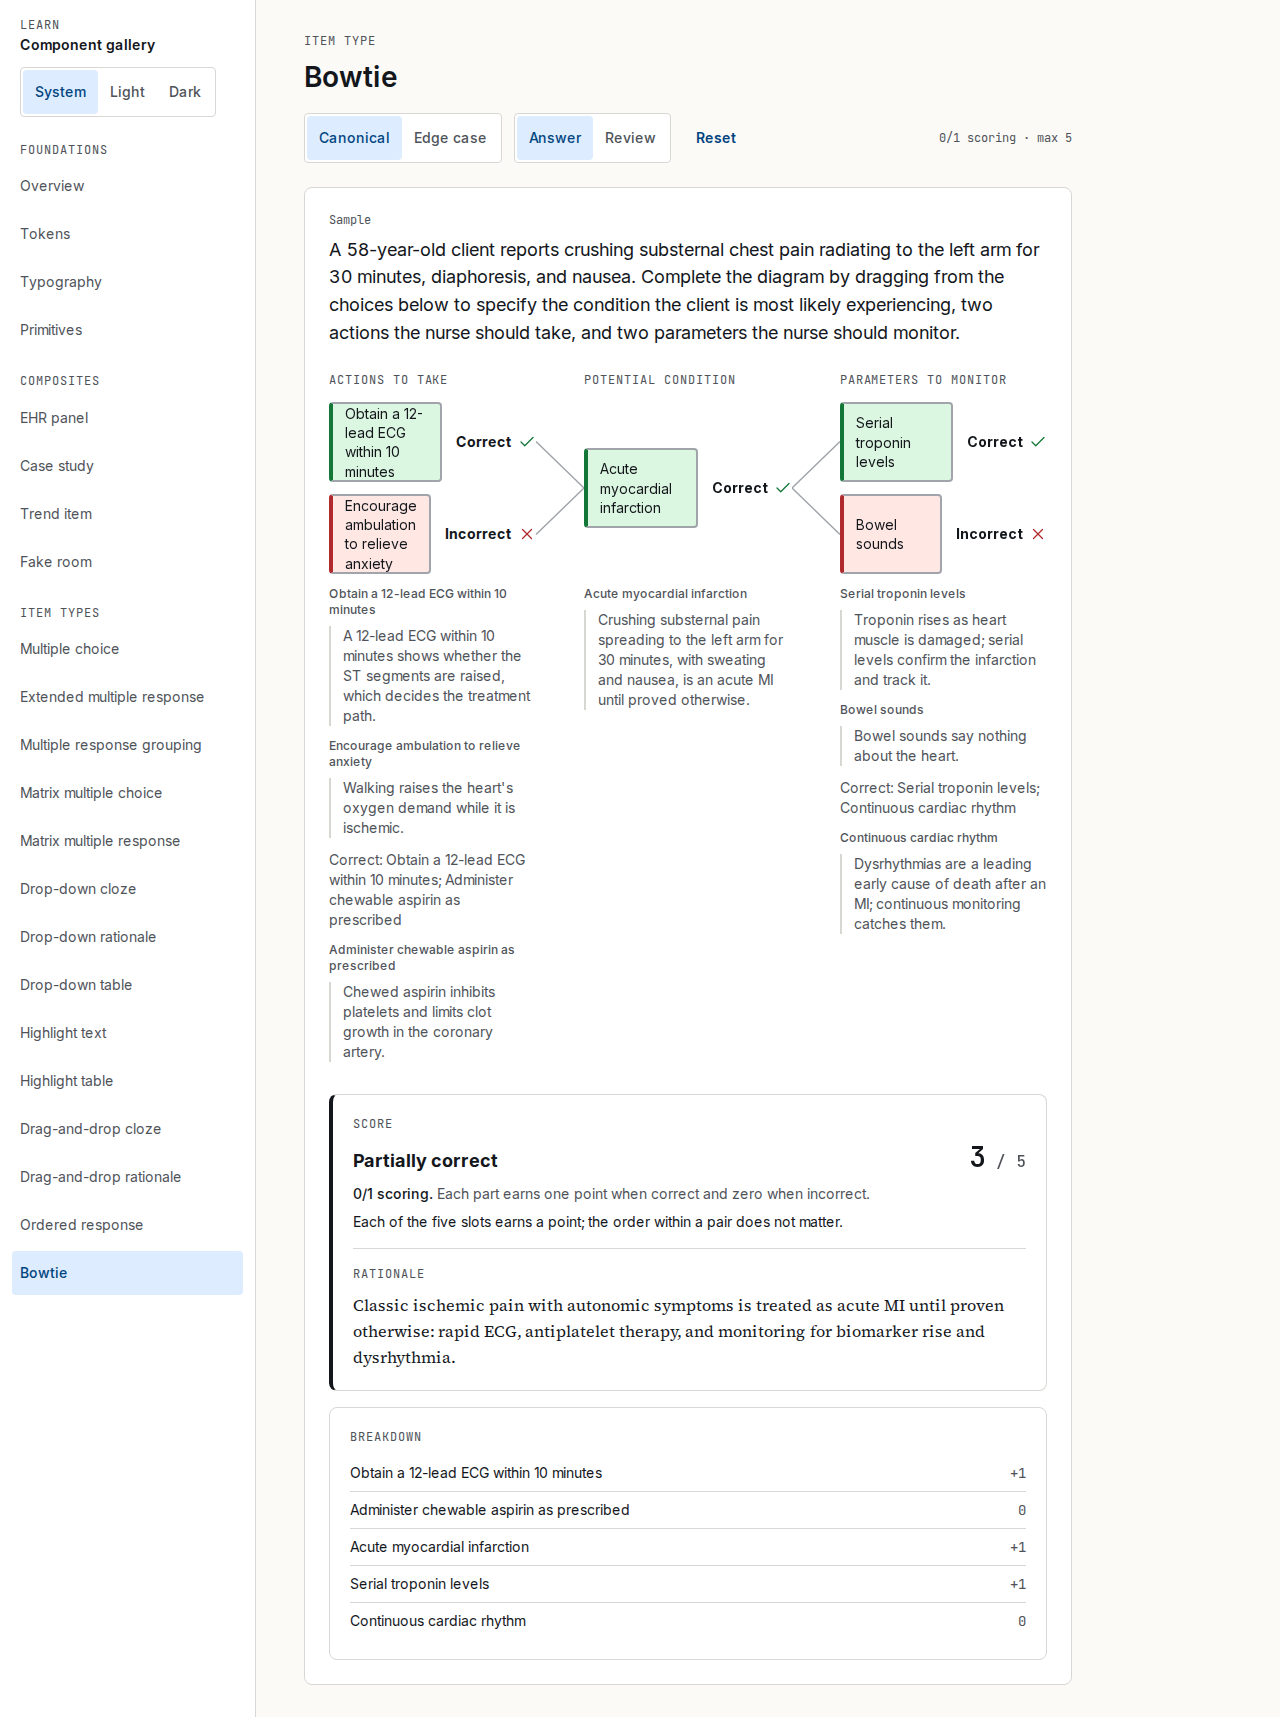 LEARN
Component gallery
System Light Dark
FOUNDATIONS
Overview
Tokens
Typography
Primitives
COMPOSITES
EHR panel
Case study
Trend item
Fake room
ITEM TYPES
Multiple choice
Extended multiple response
Multiple response grouping
Matrix multiple choice
Matrix multiple response
Drop-down cloze
Drop-down rationale
Drop-down table
Highlight text
Highlight table
Drag-and-drop cloze
Drag-and-drop rationale
Ordered response
Bowtie
ITEM TYPE
Bowtie
Canonical Edge case Answer Review Reset 0/1 scoring · max 5
Sample
A 58-year-old client reports crushing substernal chest pain radiating to the left arm for
30 minutes, diaphoresis, and nausea. Complete the diagram by dragging from the
choices below to specify the condition the client is most likely experiencing, two
actions the nurse should take, and two parameters the nurse should monitor.
ACTIONS TO TAKE
Obtain a 12-
lead ECG
within 10
minutes
Correct
Encourage
ambulation
to relieve
anxiety
Incorrect
Obtain a 12-lead ECG within 10
minutes
A 12-lead ECG within 10
minutes shows whether the
ST segments are raised,
which decides the treatment
path.
Encourage ambulation to relieve
anxiety
Walking raises the heart's
oxygen demand while it is
ischemic.
Correct: Obtain a 12-lead ECG
within 10 minutes; Administer
chewable aspirin as
prescribed
Administer chewable aspirin as
prescribed
Chewed aspirin inhibits
platelets and limits clot
growth in the coronary
artery.
POTENTIAL CONDITION
Acute
myocardial
infarction
Correct
Acute myocardial infarction
Crushing substernal pain
spreading to the left arm for
30 minutes, with sweating
and nausea, is an acute MI
until proved otherwise.
PARAMETERS TO MONITOR
Serial
troponin
levels
Correct
Bowel
sounds
Incorrect
Serial troponin levels
Troponin rises as heart
muscle is damaged; serial
levels confirm the infarction
and track it.
Bowel sounds
Bowel sounds say nothing
about the heart.
Correct: Serial troponin levels;
Continuous cardiac rhythm
Continuous cardiac rhythm
Dysrhythmias are a leading
early cause of death after an
MI; continuous monitoring
catches them.
SCORE
Partially correct 3 / 5
0/1 scoring. Each part earns one point when correct and zero when incorrect.
Each of the five slots earns a point; the order within a pair does not matter.
RATIONALE
Classic ischemic pain with autonomic symptoms is treated as acute MI until proven
otherwise: rapid ECG, antiplatelet therapy, and monitoring for biomarker rise and
dysrhythmia.
BREAKDOWN
Obtain a 12-lead ECG within 10 minutes +1
Administer chewable aspirin as prescribed 0
Acute myocardial infarction +1
Serial troponin levels +1
Continuous cardiac rhythm 0